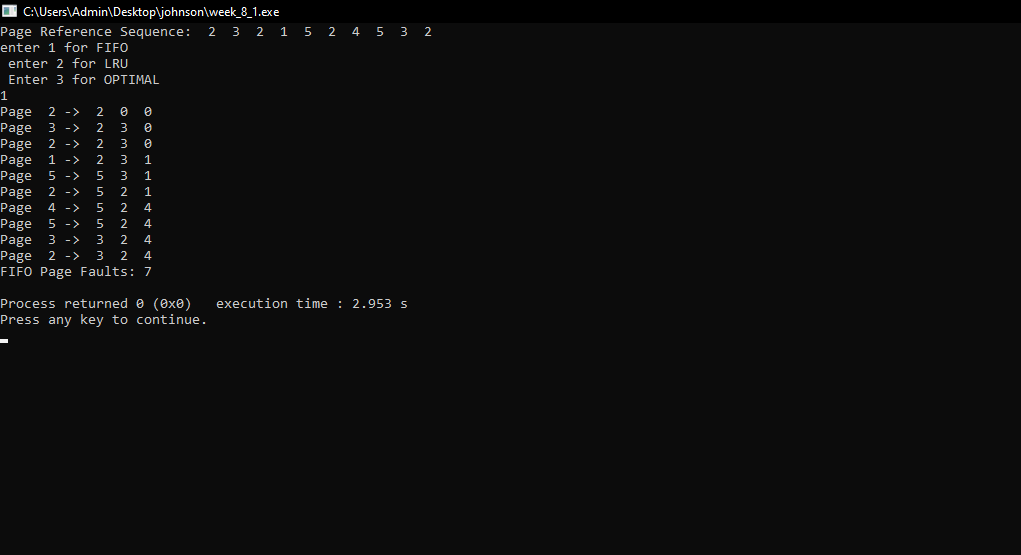 C:\Users\Admin\Desktop\johnson\week_8_1.exe
Page Reference Sequence:  2  3  2  1  5  2  4  5  3  2
enter 1 for FIFO
 enter 2 for LRU
 Enter 3 for OPTIMAL
1
Page  2 ->  2  0  0
Page  3 ->  2  3  0
Page  2 ->  2  3  0
Page  1 ->  2  3  1
Page  5 ->  5  3  1
Page  2 ->  5  2  1
Page  4 ->  5  2  4
Page  5 ->  5  2  4
Page  3 ->  3  2  4
Page  2 ->  3  2  4
FIFO Page Faults: 7
Process returned 0 (0x0)   execution time : 2.953 s
Press any key to continue.